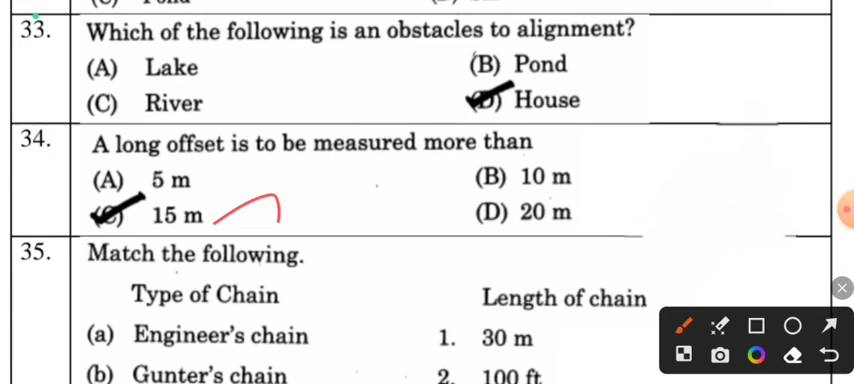 33. Which of the following is an obstacles to alignment?
(A) Lake (B) Pond
(C) River (D) House
34. A long offset is to be measured more than
(A) 5 m (B) 10 m
(C) 15 m (D) 20 m
35. Match the following.
Type of Chain Length of chain
(a) Engineer's chain 1. 30 m
(b) Gunter's chain 2. 100 ft